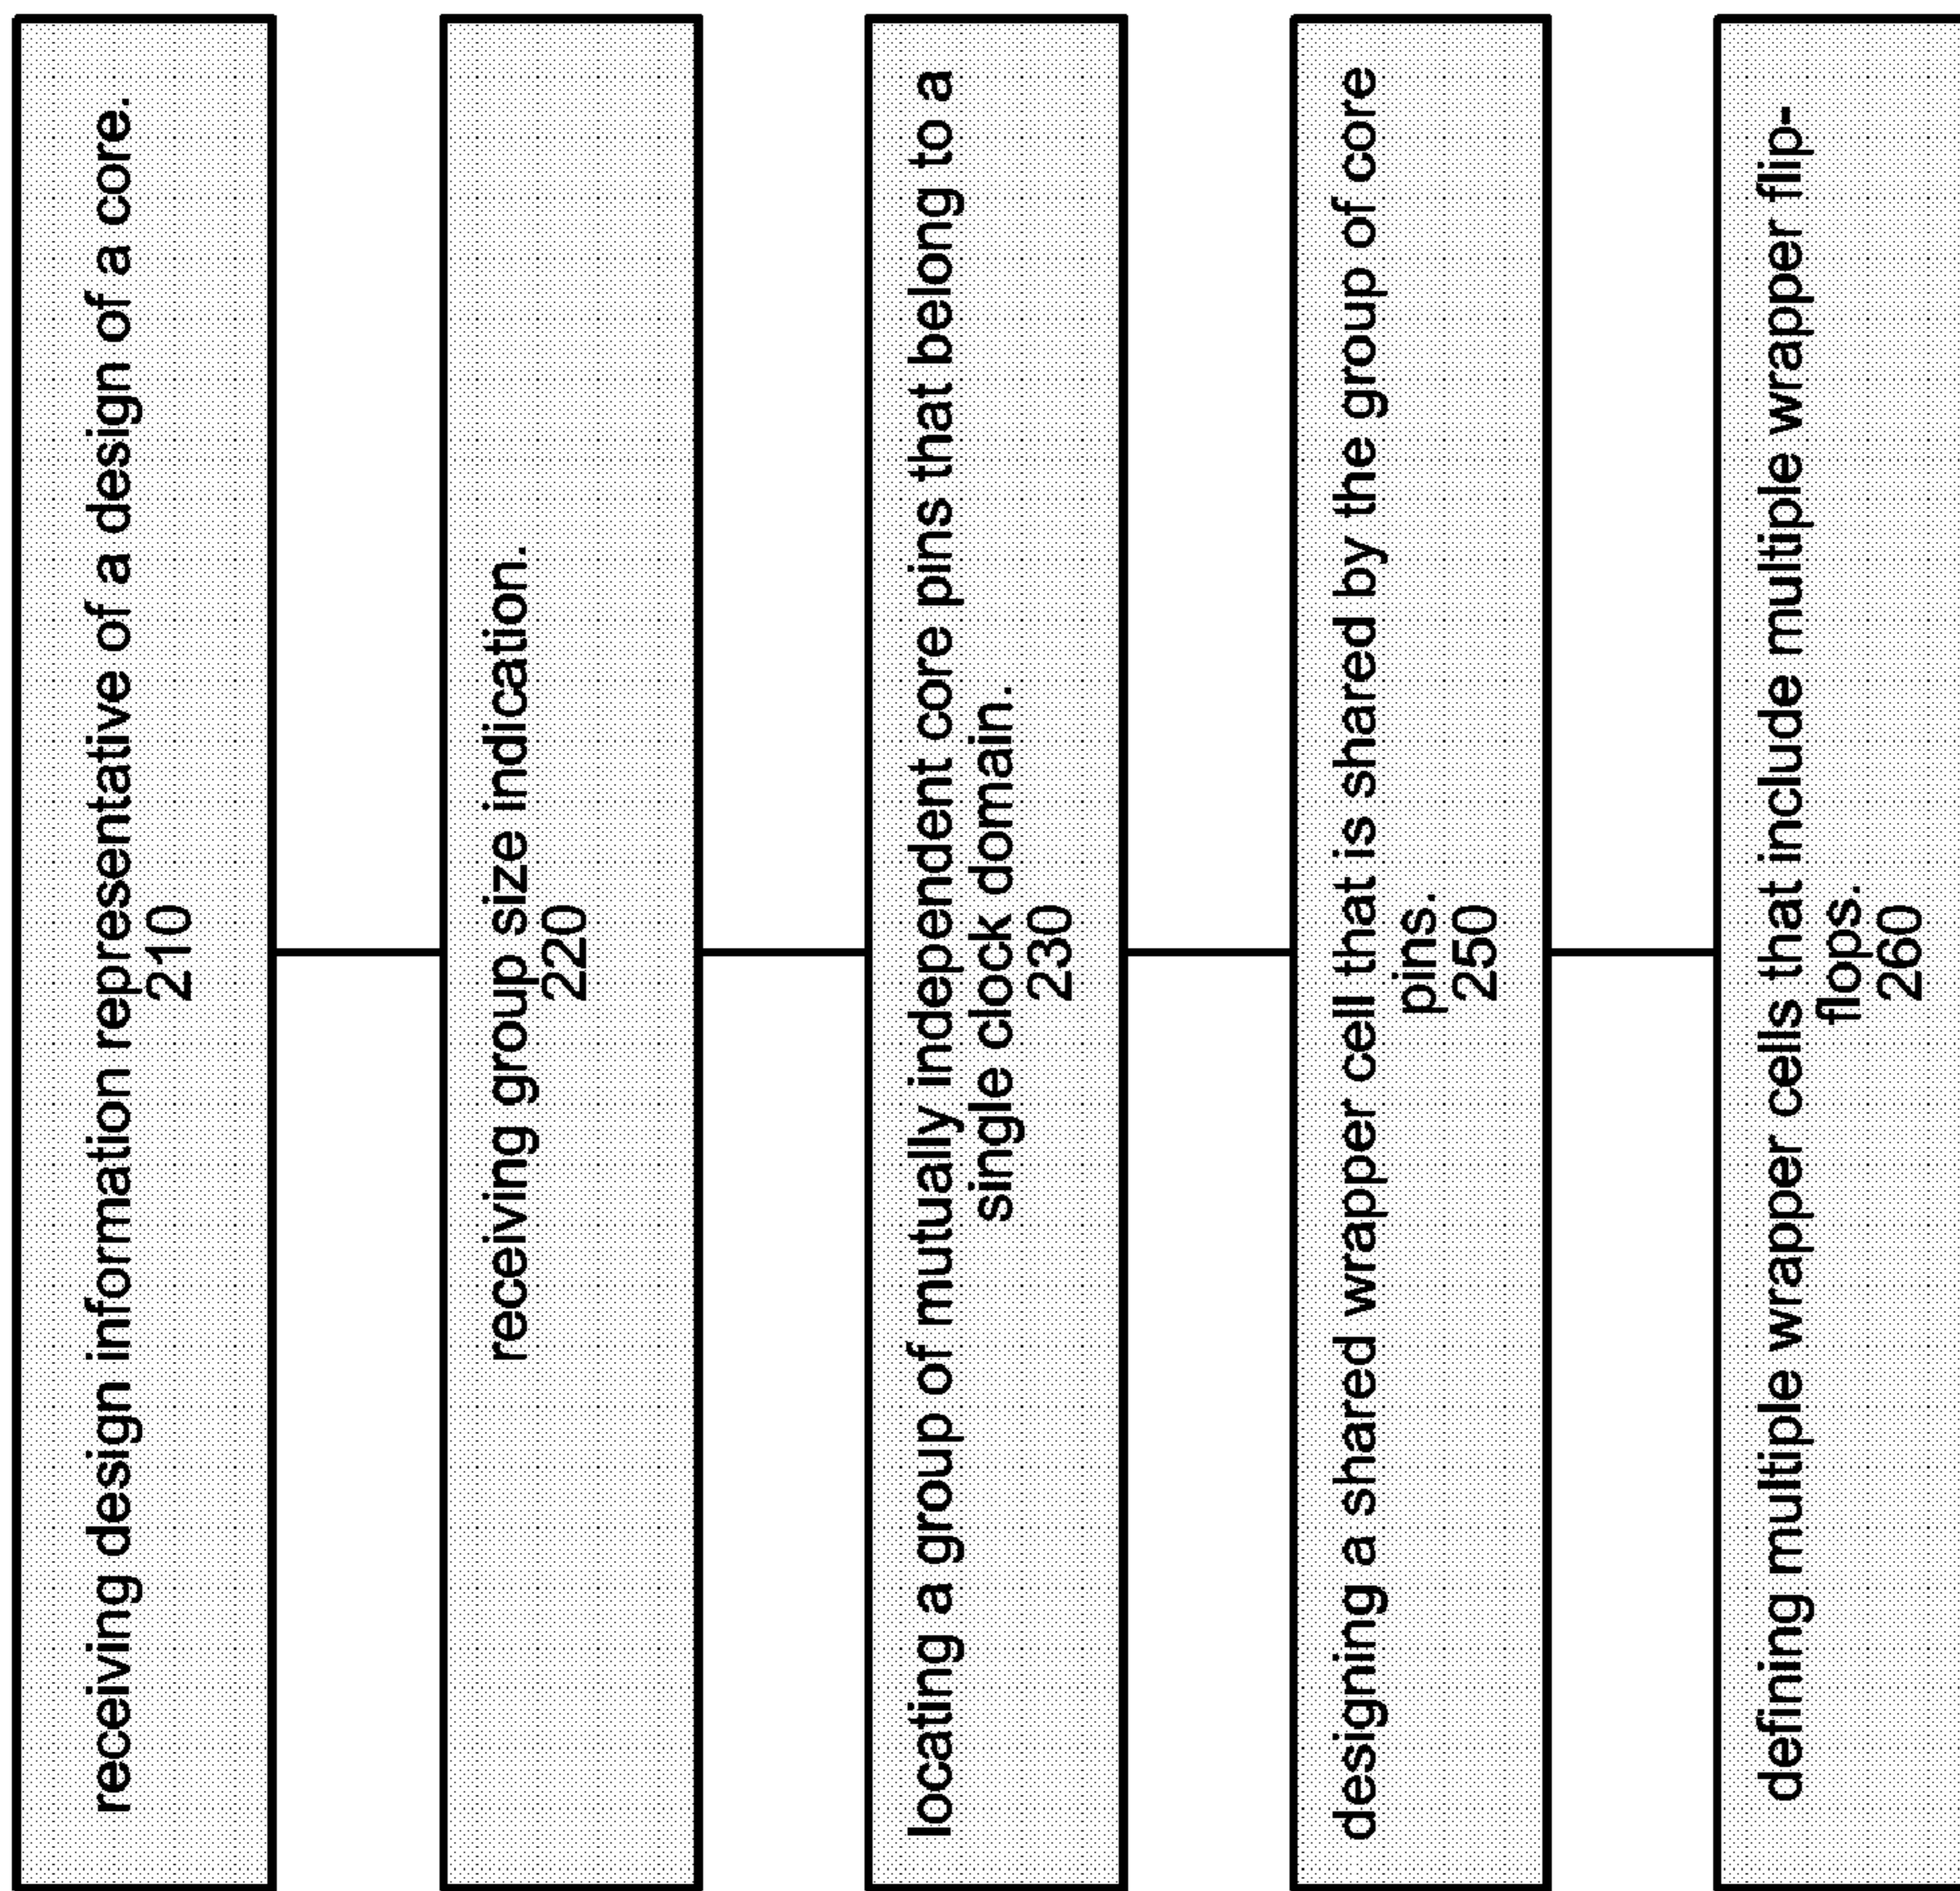 receiving design information representative of a design of a core.
210
receiving group size indication.
220
locating a group of mutually independent core pins that belong to a
single clock domain.
230
designing a shared wrapper cell that is shared by the group of core
pins.
250
defining multiple wrapper cells that include multiple wrapper flip-
flops.
260